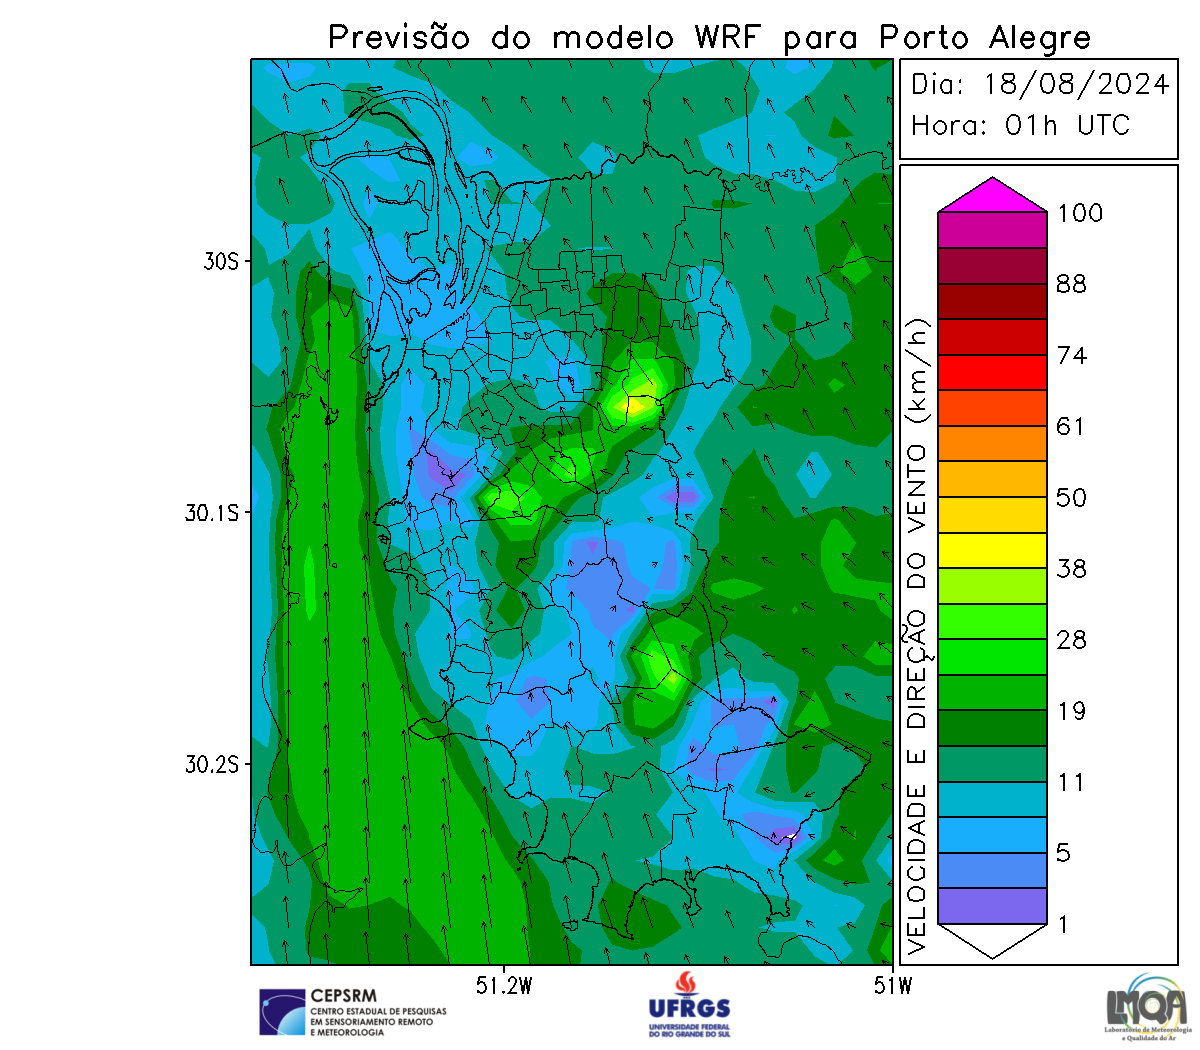 Previsão do modelo WRF para Porto Alegre
Dia: 18/08/2024
Hora: 01h UTC
30S
30.1S
30.2S
51.2W
51W
VELOCIDADE E DIREÇÃO DO VENTO (km/h)
100
88
74
61
50
38
28
19
11
5
1
CEPSRM
CENTRO ESTADUAL DE PESQUISAS
EM SENSORIAMENTO REMOTO
E METEOROLOGIA
UFRGS
UNIVERSIDADE FEDERAL
DO RIO GRANDE DO SUL
LMQA
Laboratório de Meteorologia
e Qualidade do Ar